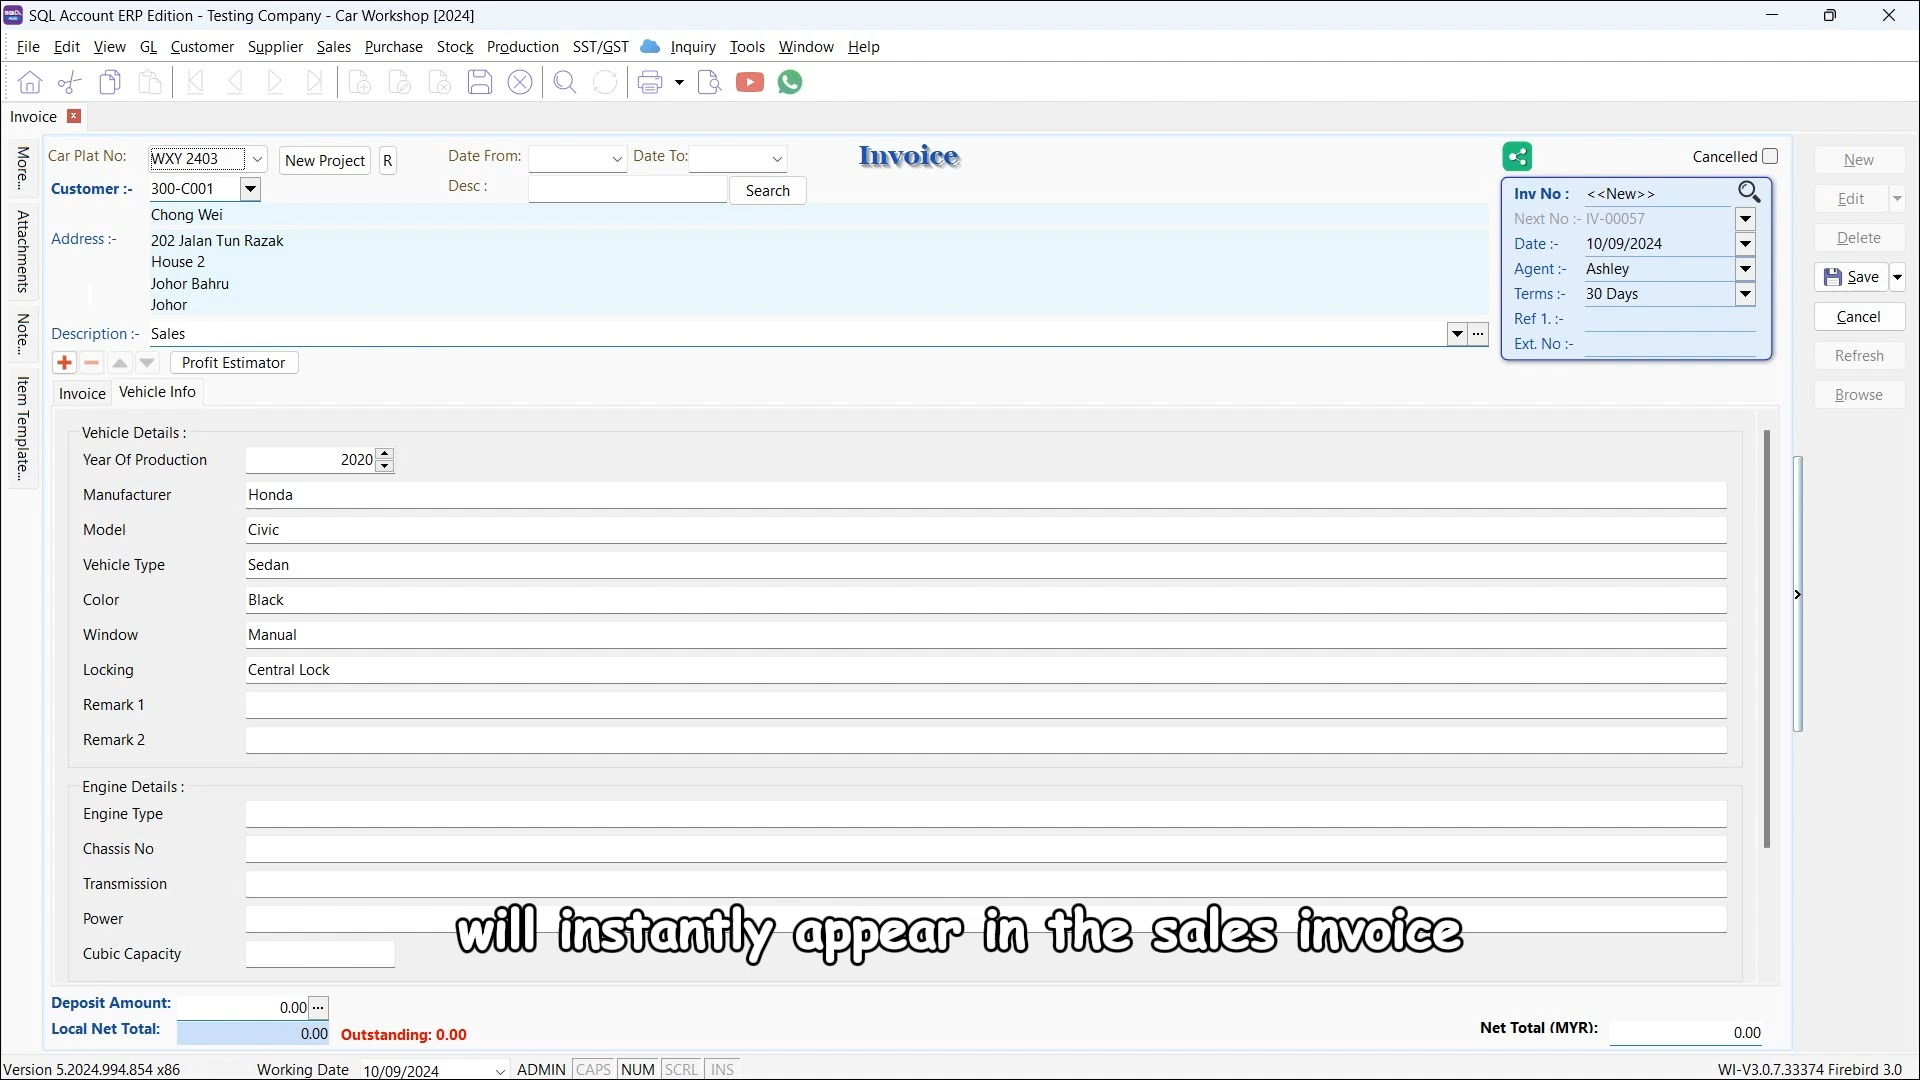 SQL Account ERP Edition - Testing Company - Car Workshop [2024]
File Edit View GL Customer Supplier Sales Purchase Stock Production SST/GST Inquiry Tools Window Help
Invoice
More...
Attachments
Note...
Item Template...
Car Plat No: WXY 2403 New Project R Date From: Date To: Invoice Cancelled
Customer :- 300-C001 Desc : Search
Chong Wei
Address :- 202 Jalan Tun Razak
House 2
Johor Bahru
Johor
Description :- Sales
Inv No : <<New>>
Next No :- IV-00057
Date :- 10/09/2024
Agent :- Ashley
Terms :- 30 Days
Ref 1. :-
Ext. No :-
New
Edit
Delete
Save
Cancel
Refresh
Browse
Profit Estimator
Invoice Vehicle Info
Vehicle Details :
Year Of Production 2020
Manufacturer Honda
Model Civic
Vehicle Type Sedan
Color Black
Window Manual
Locking Central Lock
Remark 1
Remark 2
Engine Details :
Engine Type
Chassis No
Transmission
Power
Cubic Capacity
will instantly appear in the sales invoice
Deposit Amount: 0.00
Local Net Total: 0.00 Outstanding: 0.00
Net Total (MYR): 0.00
Version 5.2024.994.854 x86 Working Date 10/09/2024 ADMIN CAPS NUM SCRL INS WI-V3.0.7.33374 Firebird 3.0